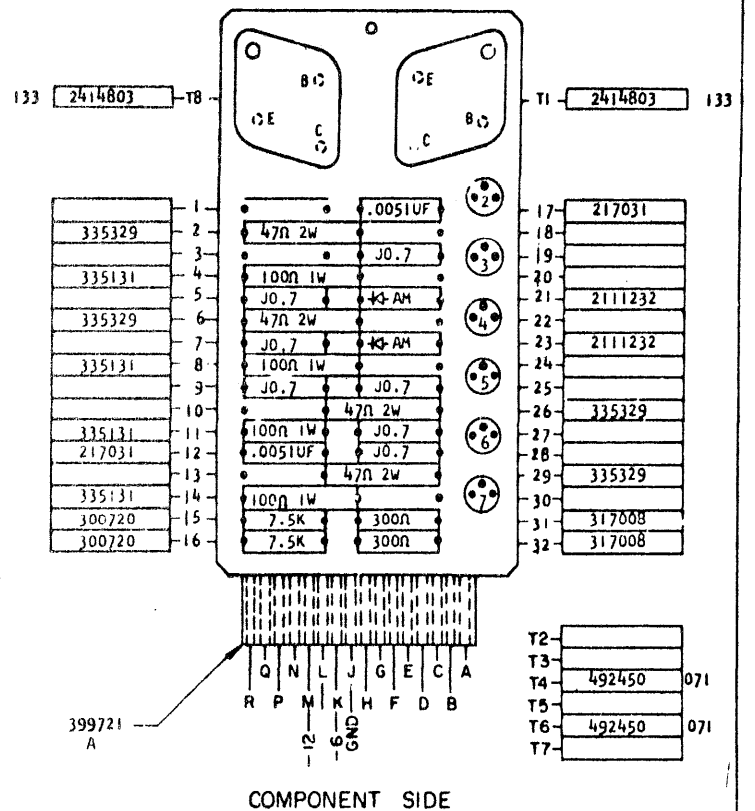 B E
E B
C C
133 2414803 T8 T1 2414803 133
1 .0051UF 2 17 217031
335329 2 47Ω 2W 18
3 J0.7 3 19
335131 4 100Ω 1W 20
5 J0.7 AM 21 2111232
335329 6 47Ω 2W 4 22
7 J0.7 AM 23 2111232
335131 8 100Ω 1W 24
9 J0.7 J0.7 5 25
10 47Ω 2W 26 335329
335131 11 100Ω 1W J0.7 6 27
217031 12 .0051UF J0.7 28
13 47Ω 2W 29 335329
335131 14 100Ω 1W 7 30
300720 15 7.5K 300Ω 31 317008
300720 16 7.5K 300Ω 32 317008
Q N L J G E C A
R P M K H F D B
-12 -6 GND
399721
A
T2
T3
T4 492450 071
T5
T6 492450 071
T7
COMPONENT SIDE